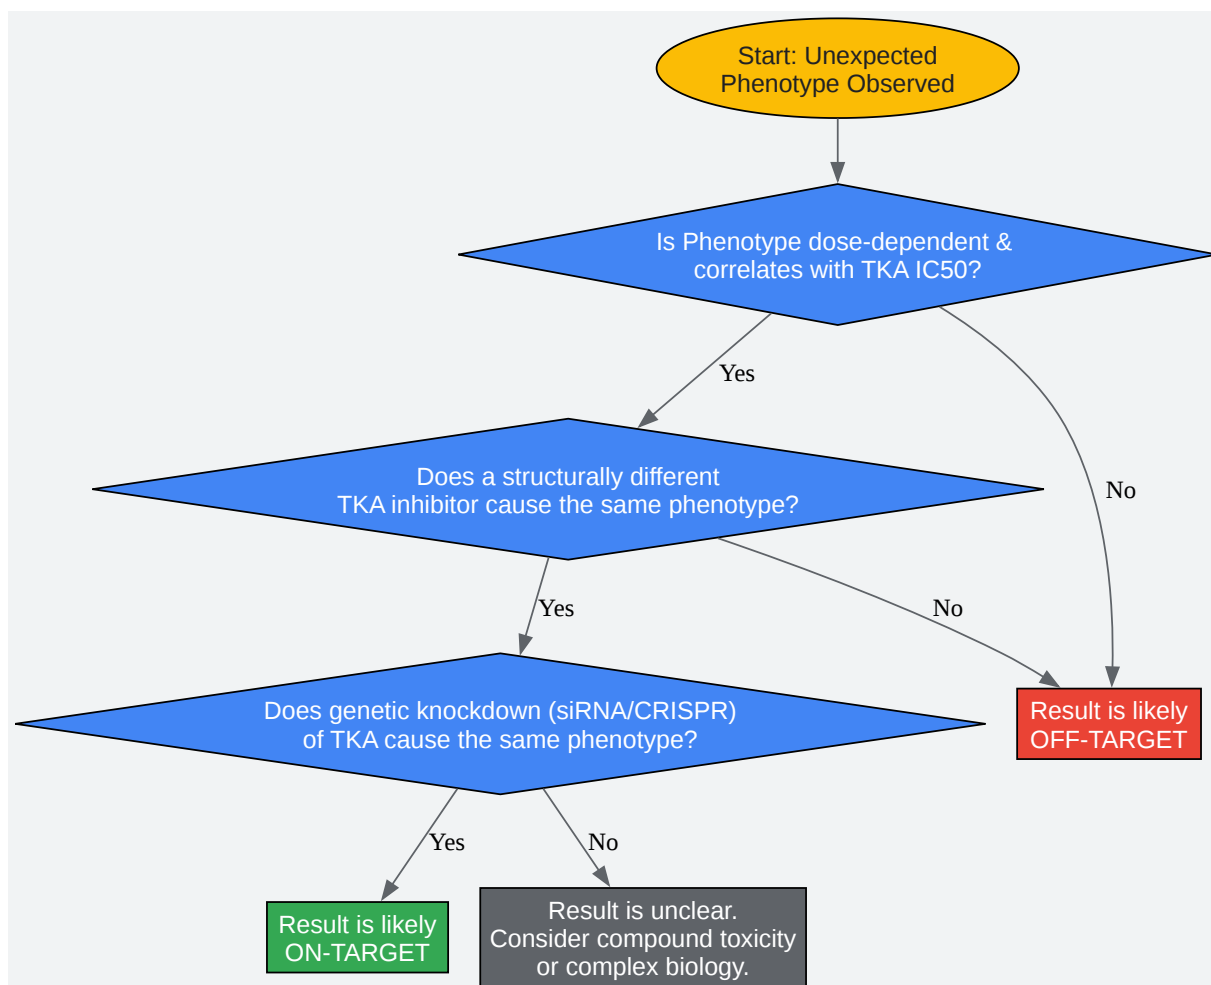 Start: Unexpected
Phenotype Observed
Is Phenotype dose-dependent &
correlates with TKA IC50?
Yes
No
Does a structurally different
TKA inhibitor cause the same phenotype?
Yes
No
Does genetic knockdown (siRNA/CRISPR)
of TKA cause the same phenotype?
Result is likely
OFF-TARGET
Yes
No
Result is likely
ON-TARGET
Result is unclear.
Consider compound toxicity
or complex biology.